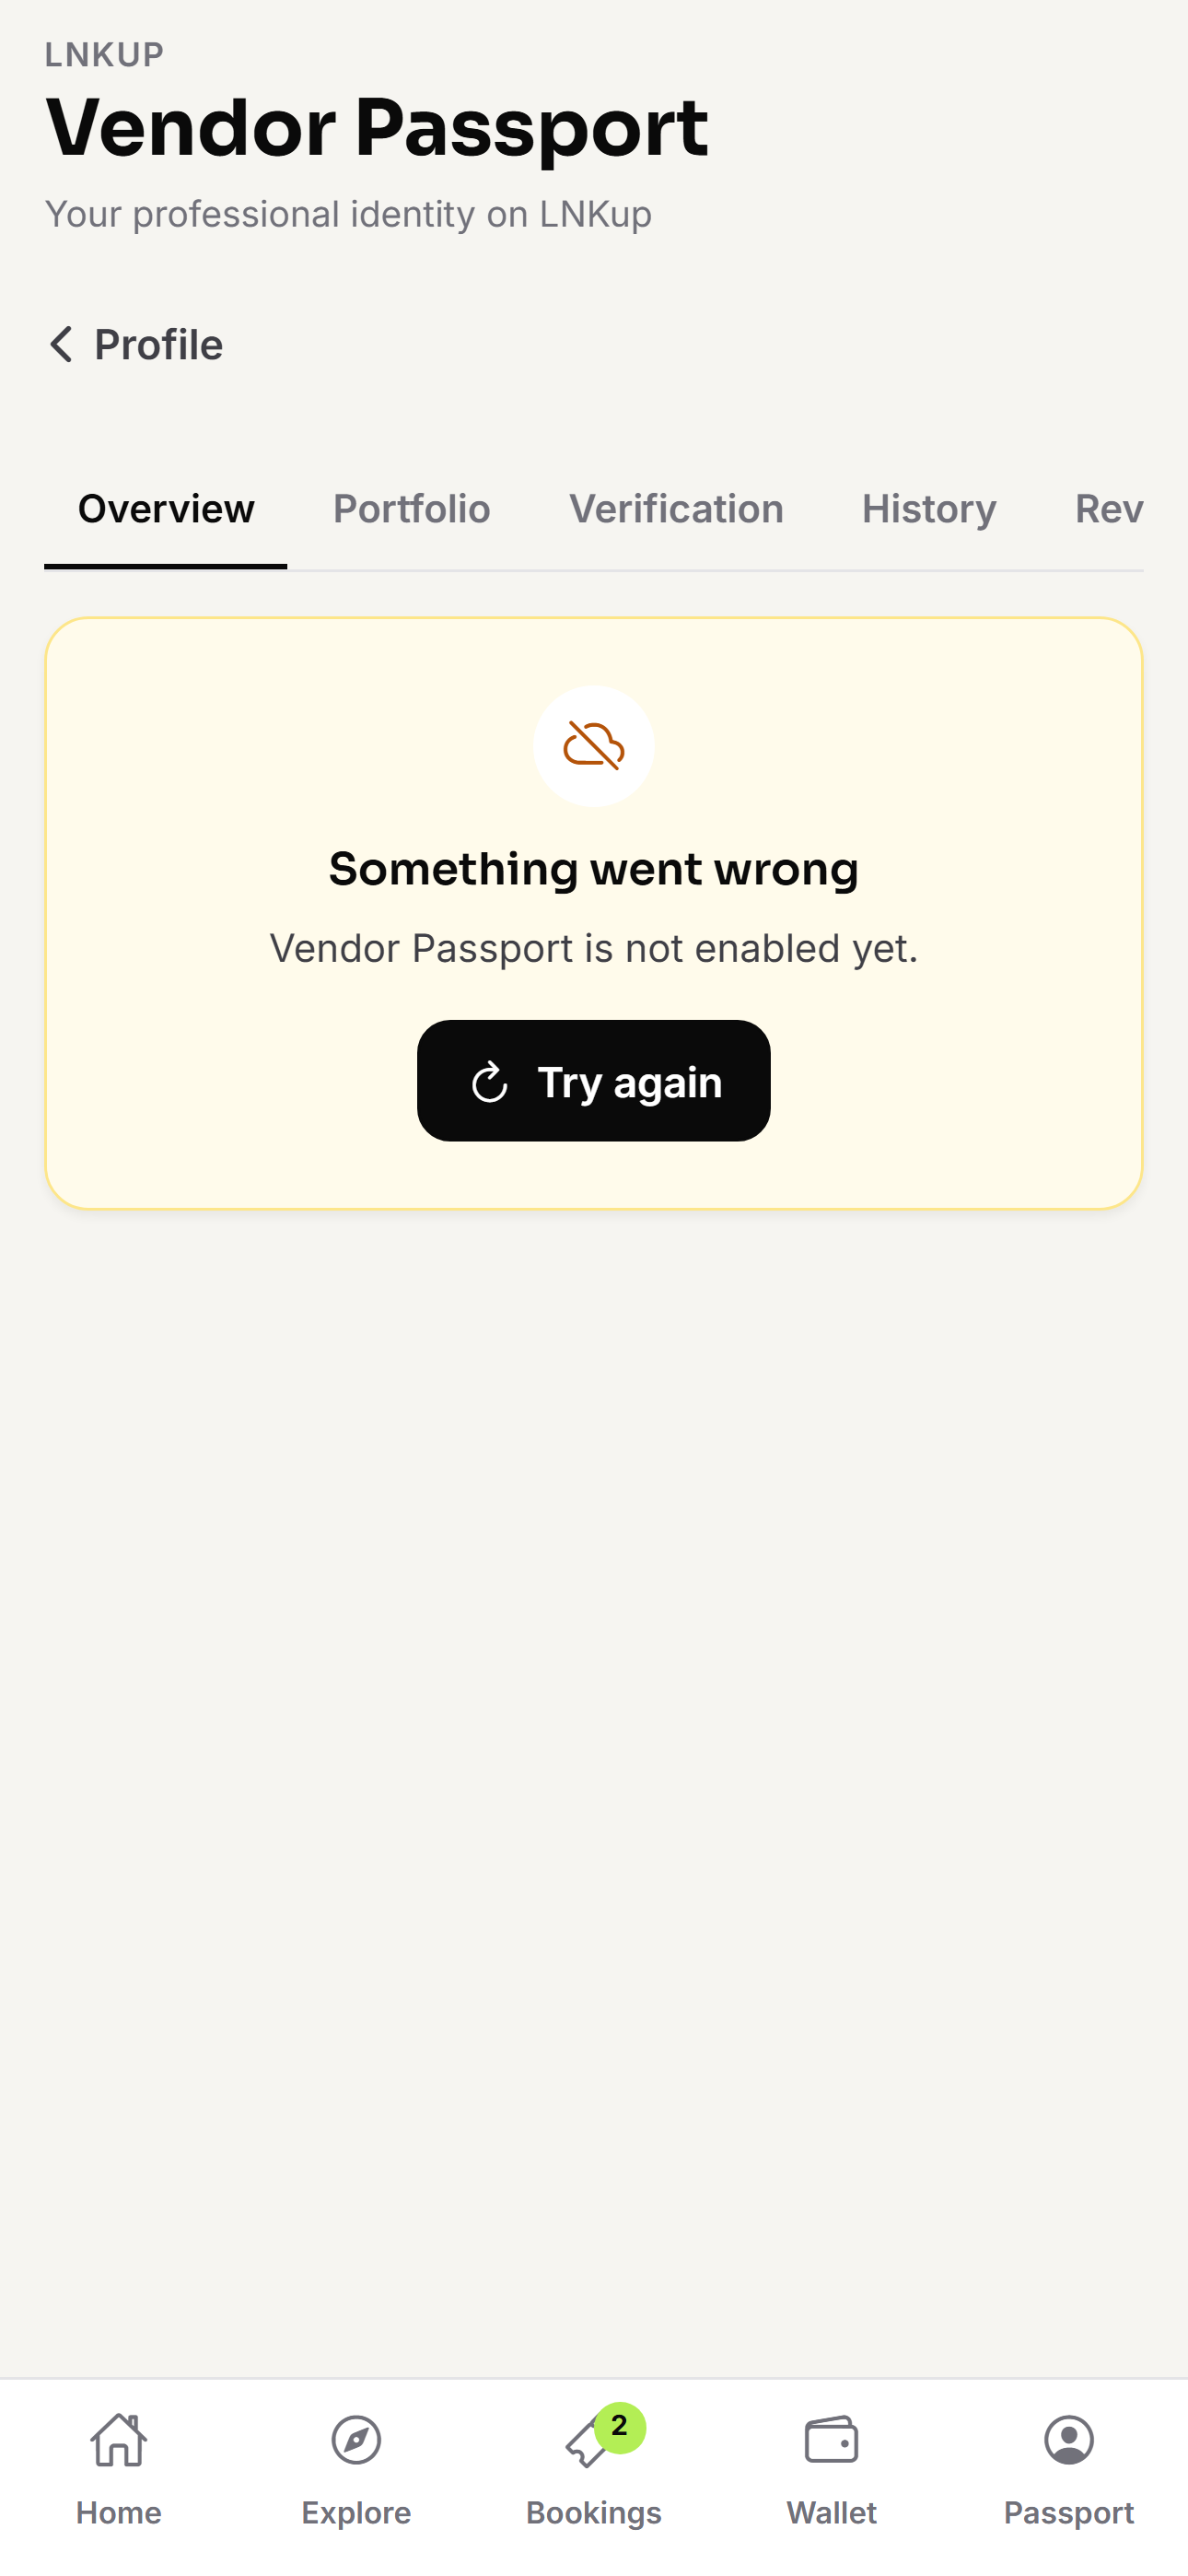 LNKUP
Vendor Passport
Your professional identity on LNKup
Profile
Overview Portfolio Verification History Rev
Something went wrong
Vendor Passport is not enabled yet.
Try again
2
Home Explore Bookings Wallet Passport